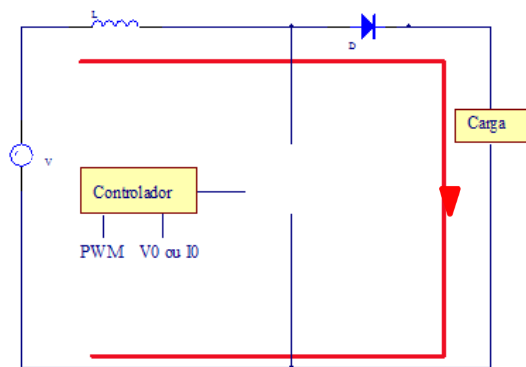 L
D
Carga
V
Controlador
PWM V0 ou I0